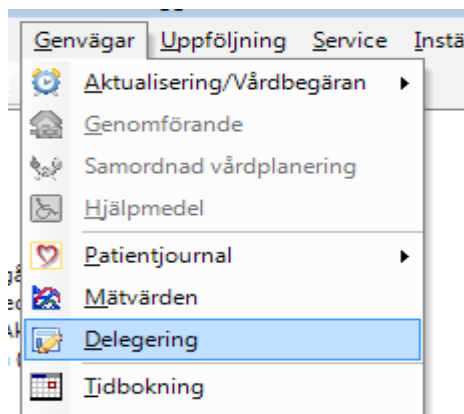 Genvägar Uppföljning Service Instä
Aktualisering/Vårdbegäran
Genomförande
Samordnad vårdplanering
Hjälpmedel
Patientjournal
Mätvärden
Delegering
Tidbokning